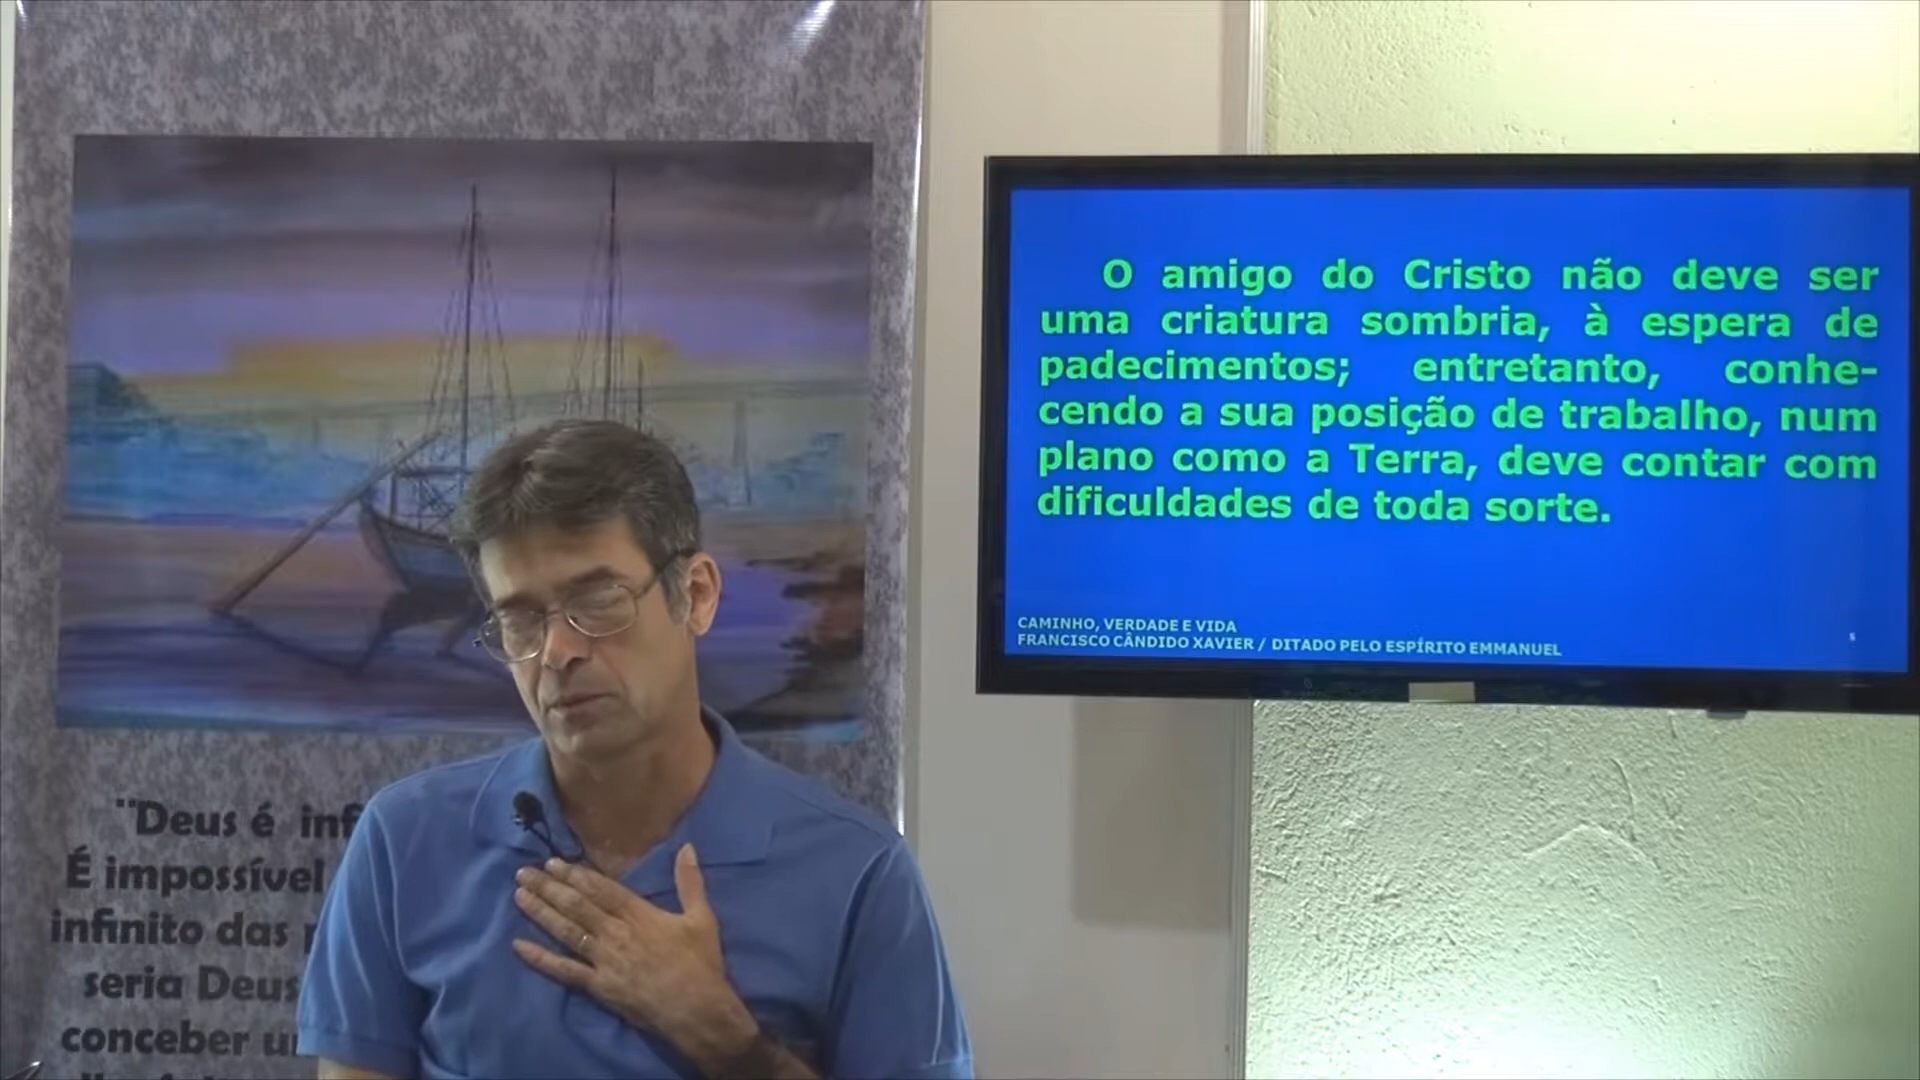 ¨Deus é
É impossível
infinito das
seria Deus
conceber
O amigo do Cristo não deve ser
uma criatura sombria, à espera de
padecimentos; entretanto, conhe-
cendo a sua posição de trabalho, num
plano como a Terra, deve contar com
dificuldades de toda sorte.
CAMINHO, VERDADE E VIDA
FRANCISCO CÂNDIDO XAVIER / DITADO PELO ESPÍRITO EMMANUEL